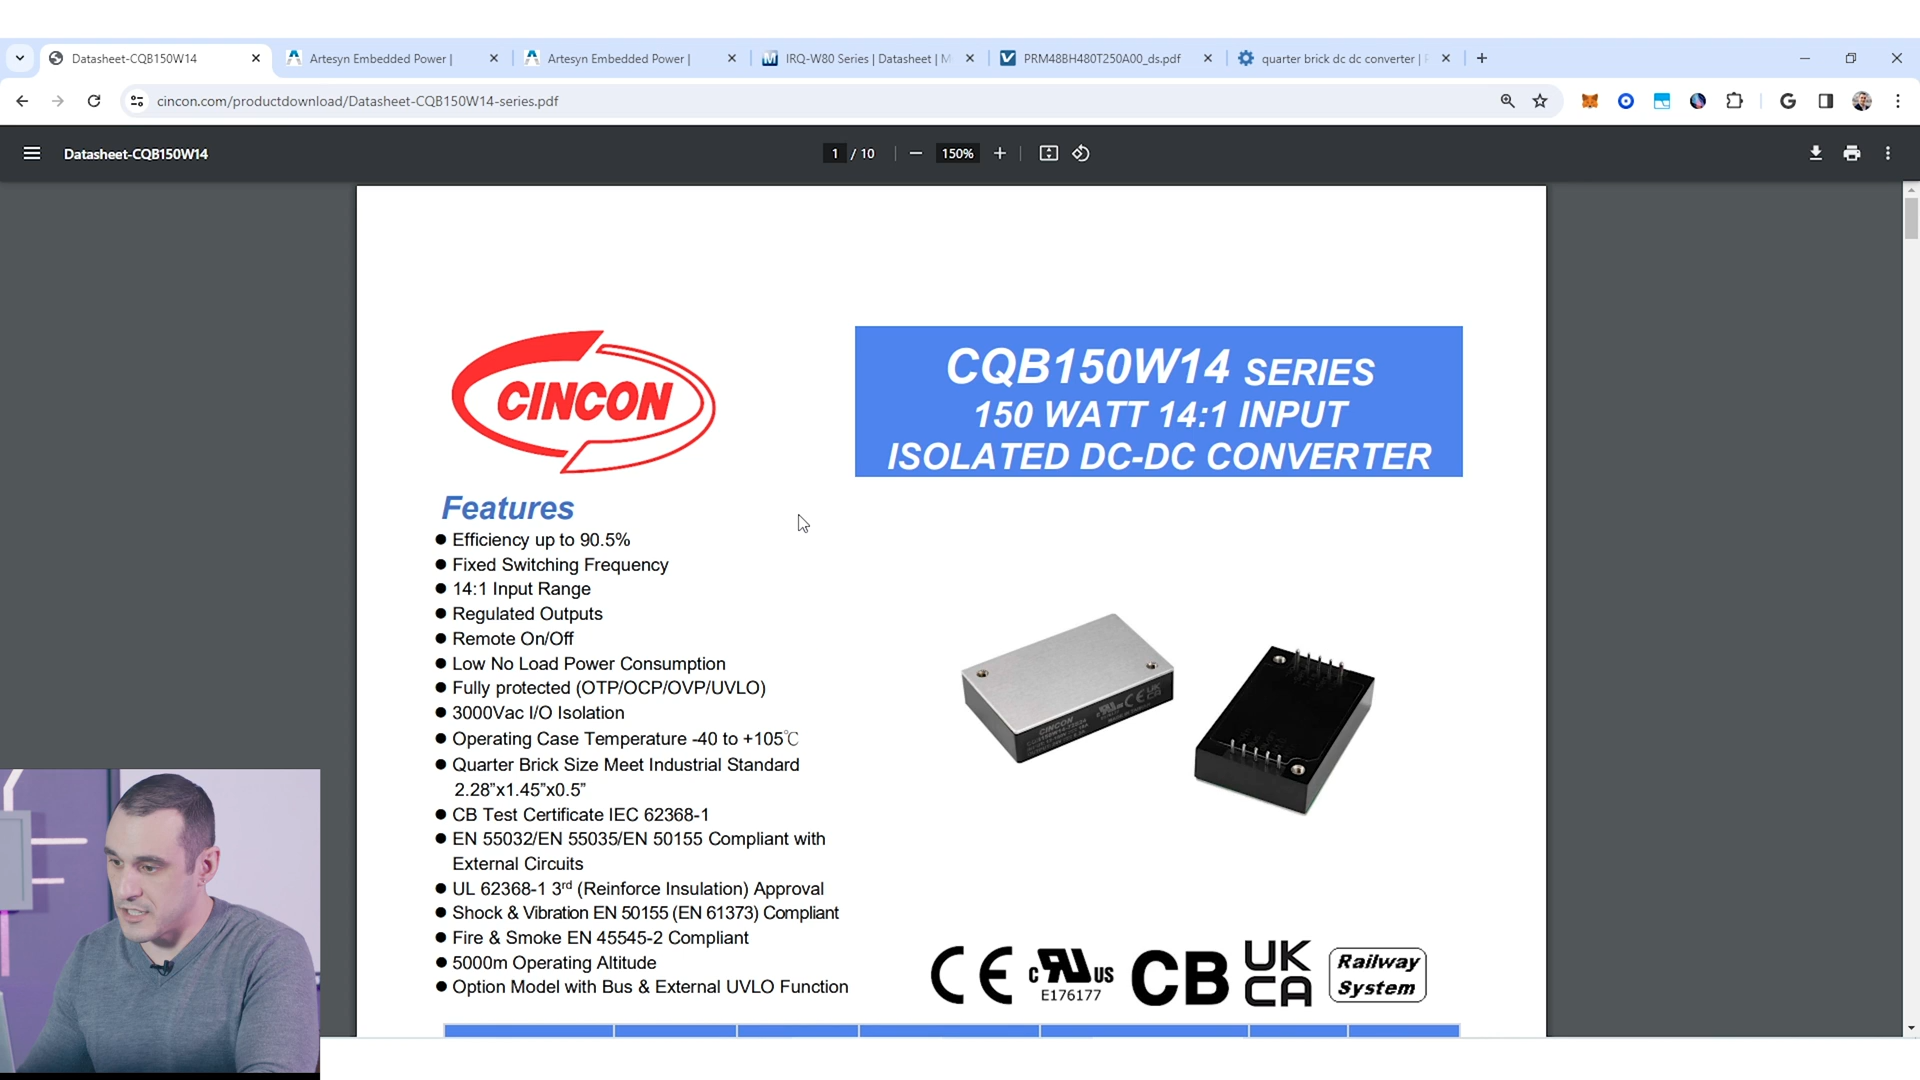 Datasheet-CQB150W14
Artesyn Embedded Power |
Artesyn Embedded Power |
IRQ-W80 Series | Datasheet | M
PRM48BH480T250A00_ds.pdf
quarter brick dc dc converter |
cincon.com/productdownload/Datasheet-CQB150W14-series.pdf
Datasheet-CQB150W14
1 / 10
150%
CINCON
CQB150W14 SERIES
150 WATT 14:1 INPUT
ISOLATED DC-DC CONVERTER
Features
● Efficiency up to 90.5%
● Fixed Switching Frequency
● 14:1 Input Range
● Regulated Outputs
● Remote On/Off
● Low No Load Power Consumption
● Fully protected (OTP/OCP/OVP/UVLO)
● 3000Vac I/O Isolation
● Operating Case Temperature -40 to +105℃
● Quarter Brick Size Meet Industrial Standard
2.28”x1.45”x0.5”
● CB Test Certificate IEC 62368-1
● EN 55032/EN 55035/EN 50155 Compliant with
External Circuits
● UL 62368-1 3rd (Reinforce Insulation) Approval
● Shock & Vibration EN 50155 (EN 61373) Compliant
● Fire & Smoke EN 45545-2 Compliant
● 5000m Operating Altitude
● Option Model with Bus & External UVLO Function
CINCON
CE
c RU US
E176177
CB
UK
CA
Railway
System